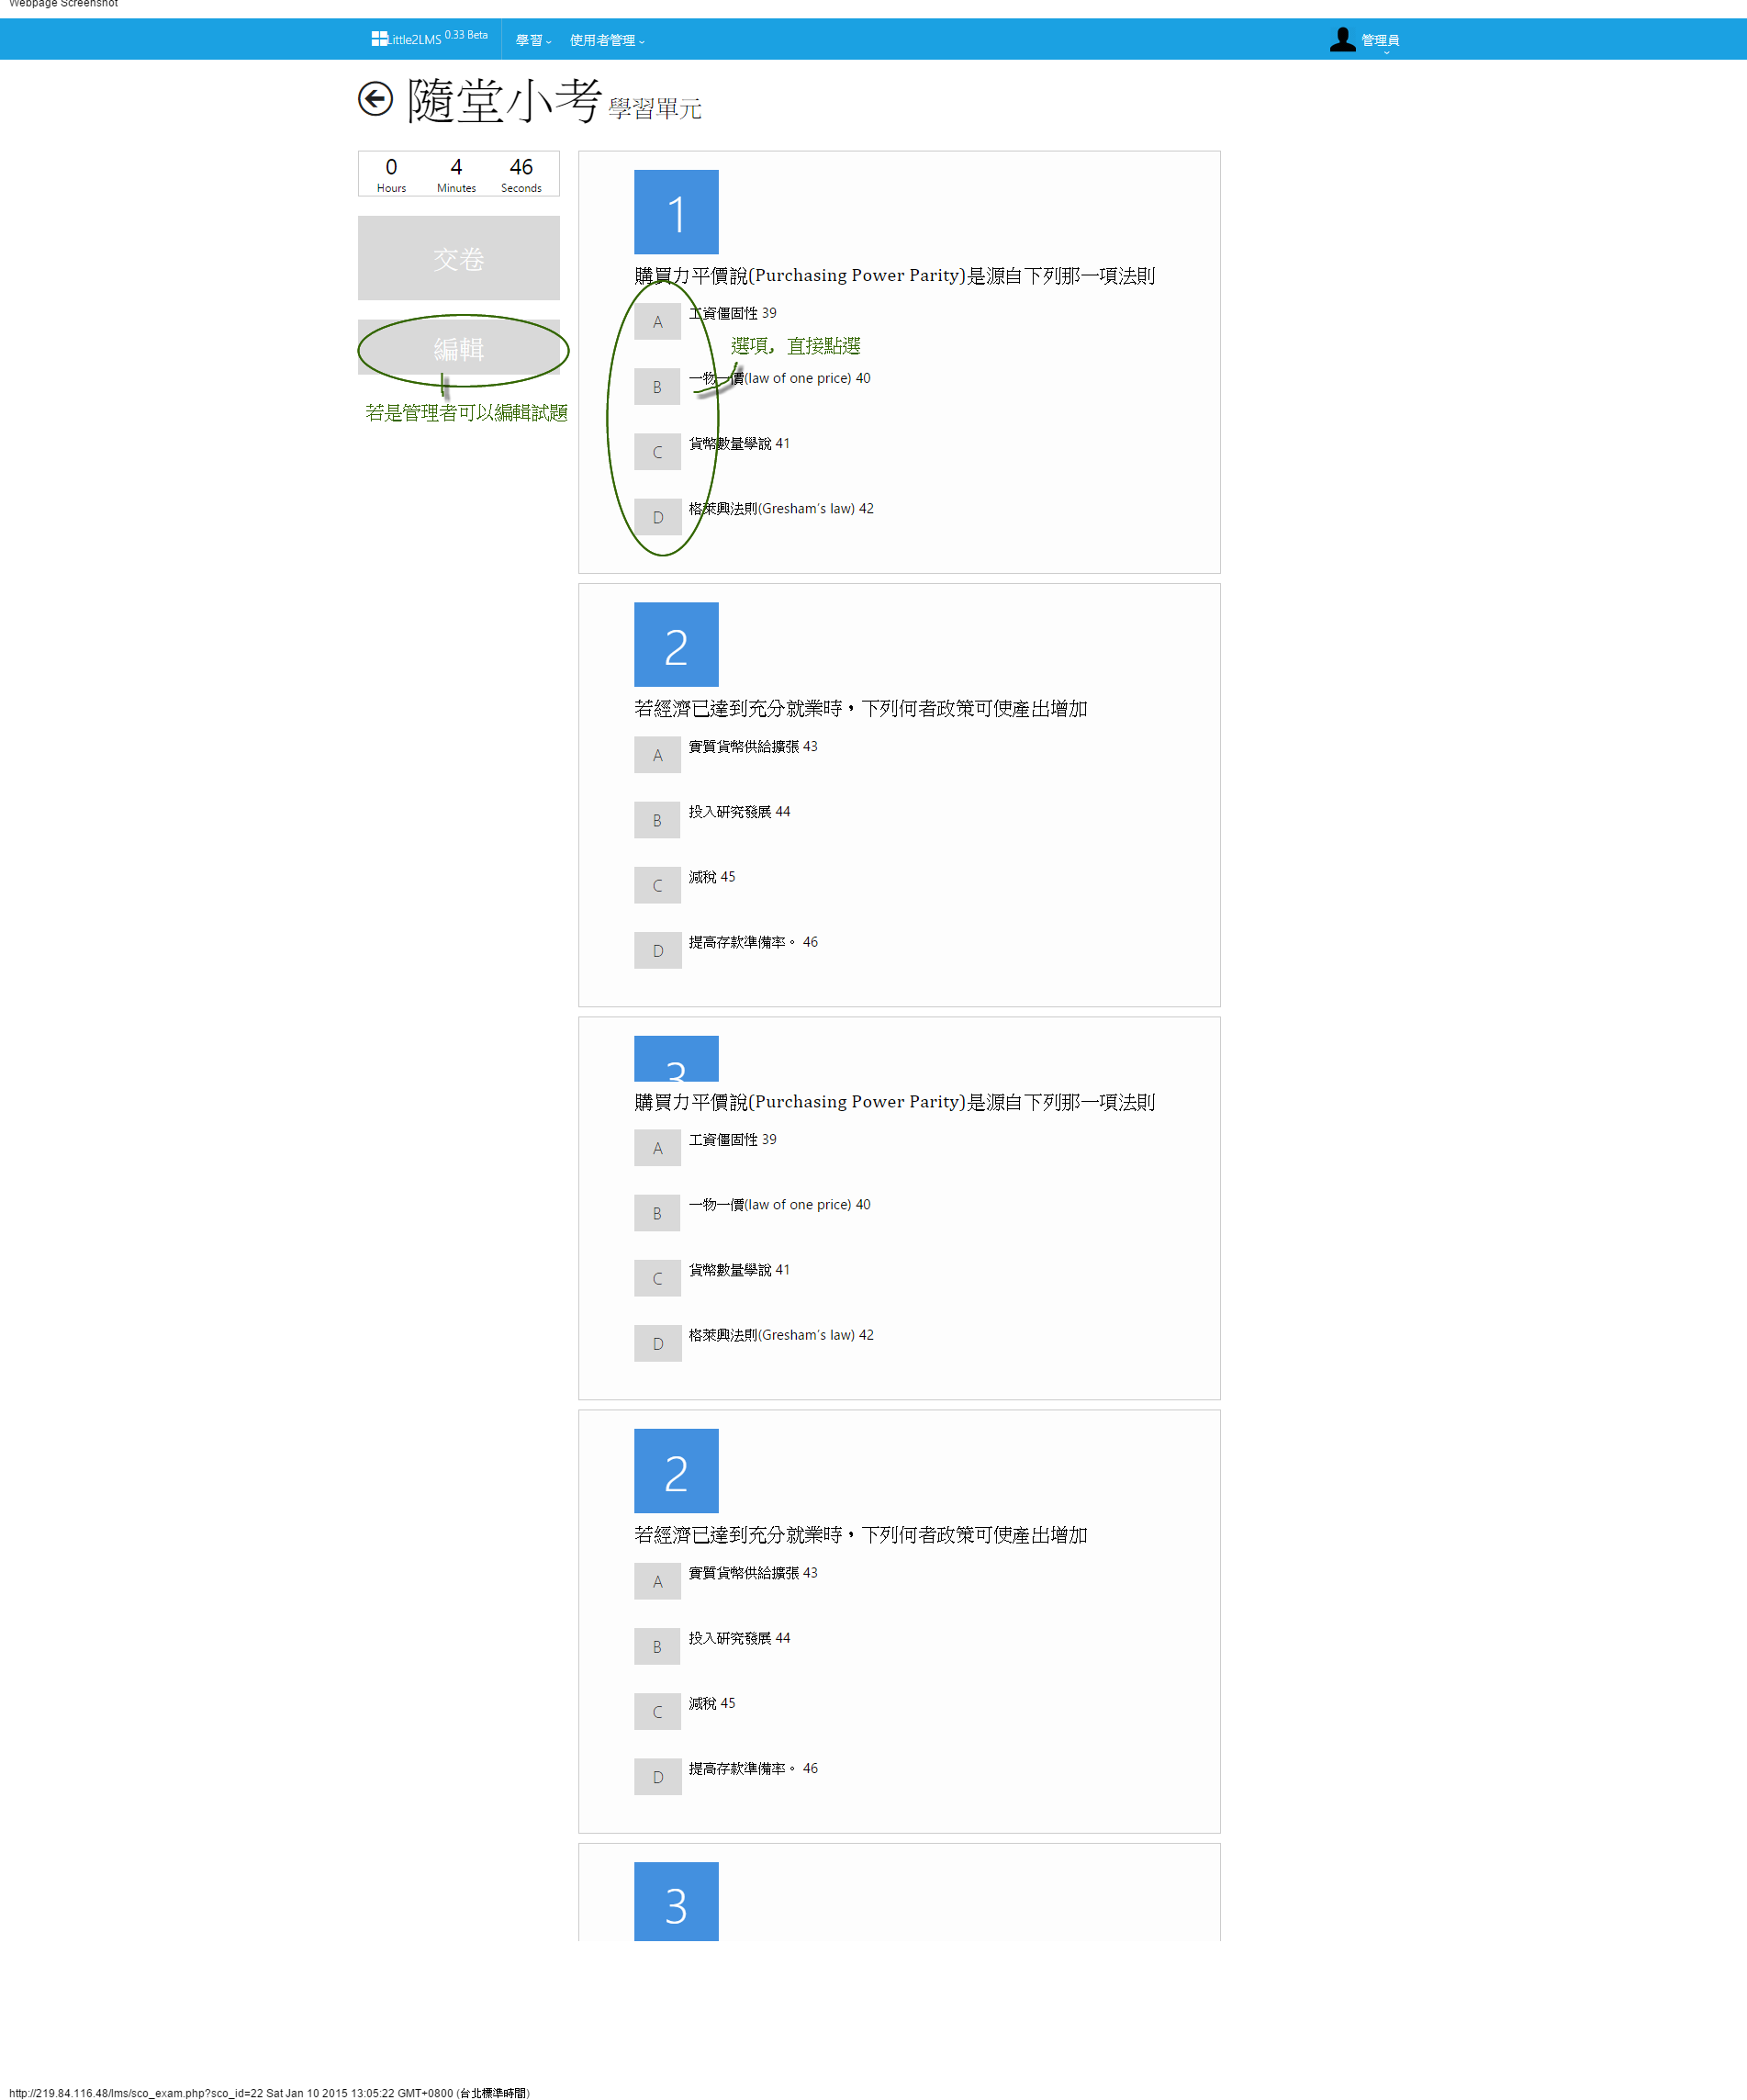 Webpage Screenshot
Little2LMS 0.33 Beta 學習 使用者管理 管理員
隨堂小考 學習單元
0 4 46
Hours Minutes Seconds
交卷
編輯
若是管理者可以編輯試題
1
購買力平價說(Purchasing Power Parity)是源自下列那一項法則
A 工資僵固性 39
選項, 直接點選
B 一物一價(law of one price) 40
C 貨幣數量學說 41
D 格萊興法則(Gresham's law) 42
2
若經濟已達到充分就業時，下列何者政策可使產出增加
A 實質貨幣供給擴張 43
B 投入研究發展 44
C 減稅 45
D 提高存款準備率。 46
3
購買力平價說(Purchasing Power Parity)是源自下列那一項法則
A 工資僵固性 39
B 一物一價(law of one price) 40
C 貨幣數量學說 41
D 格萊興法則(Gresham's law) 42
2
若經濟已達到充分就業時，下列何者政策可使產出增加
A 實質貨幣供給擴張 43
B 投入研究發展 44
C 減稅 45
D 提高存款準備率。 46
3
http://219.84.116.48/lms/sco_exam.php?sco_id=22 Sat Jan 10 2015 13:05:22 GMT+0800 (台北標準時間)